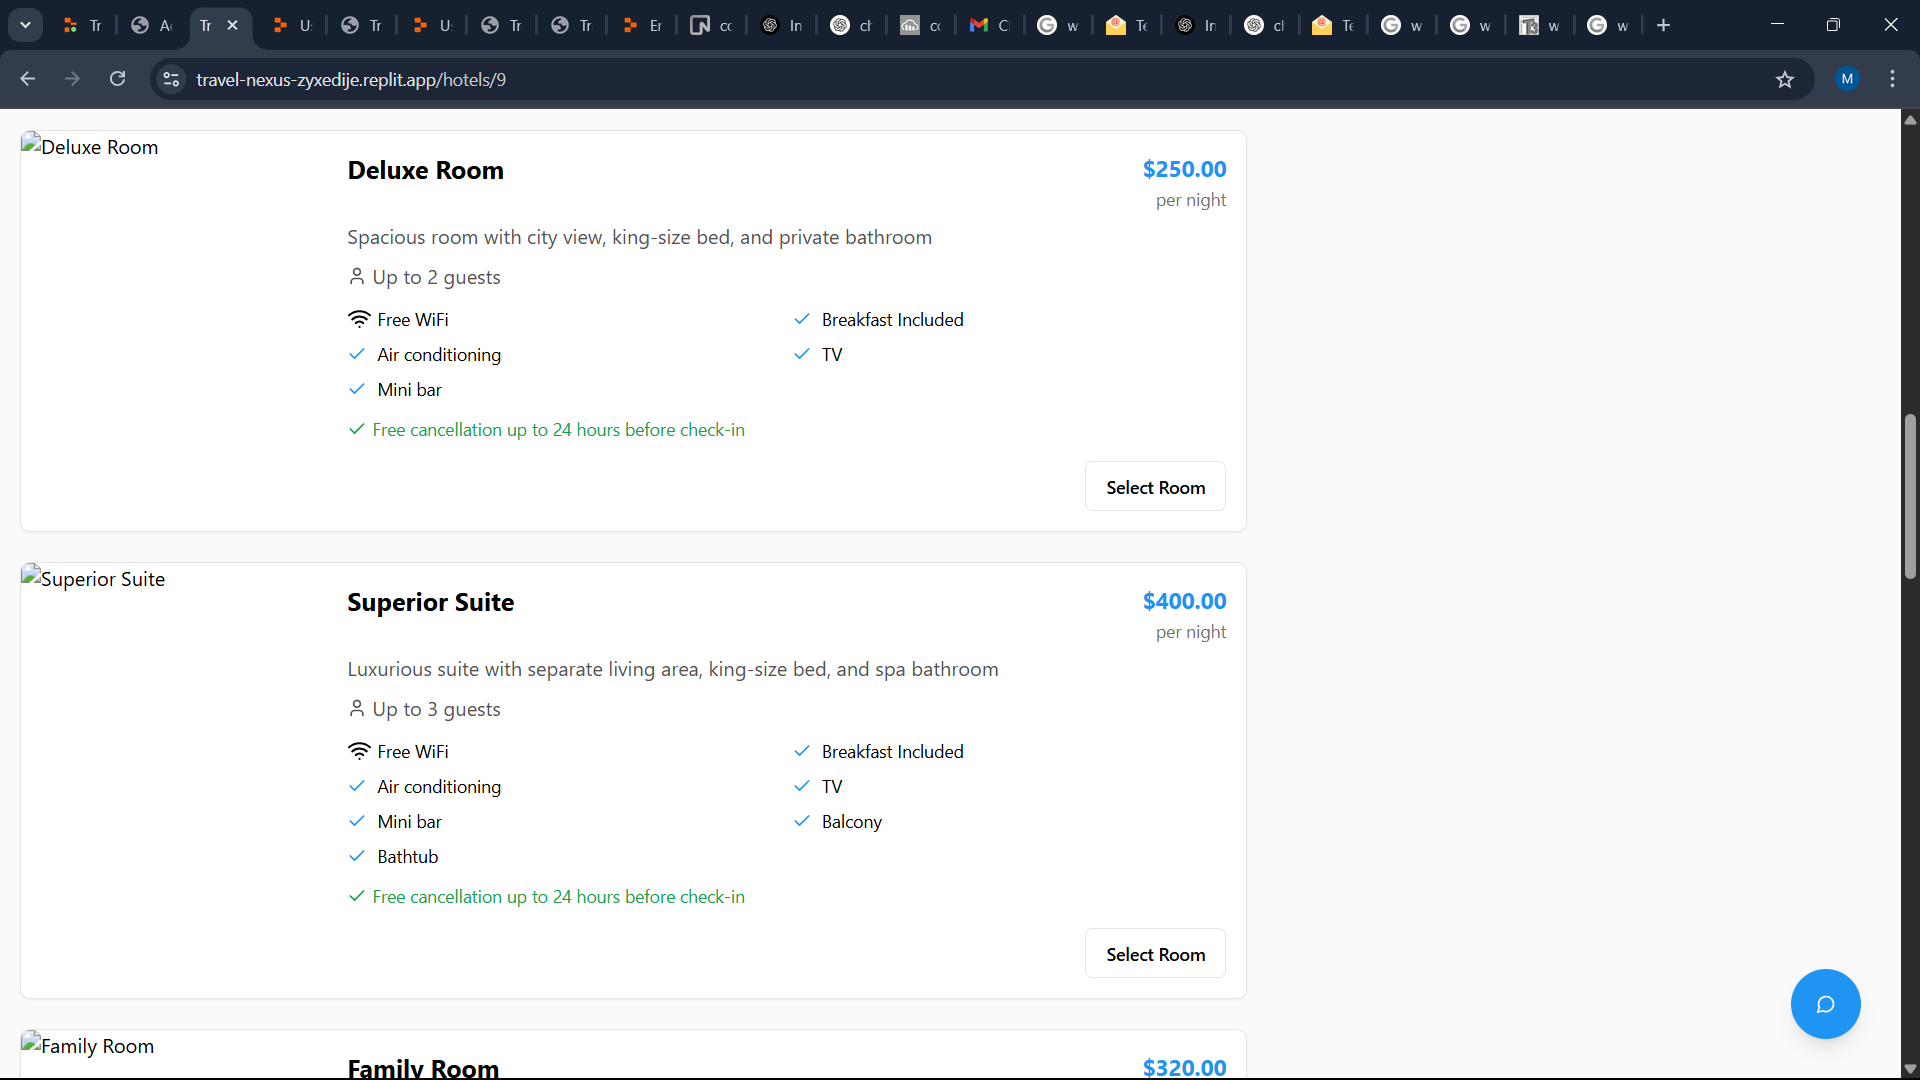 Tr
Ac
Tr
U
Tr
U
Tr
Tr
Er
co
In
ch
co
C
w
Te
In
cl
Te
w
w
w
w
travel-nexus-zyxedije.replit.app/hotels/9
M
Deluxe Room
Deluxe Room
$250.00
per night
Spacious room with city view, king-size bed, and private bathroom
Up to 2 guests
Free WiFi
Breakfast Included
Air conditioning
TV
Mini bar
Free cancellation up to 24 hours before check-in
Select Room
Superior Suite
Superior Suite
$400.00
per night
Luxurious suite with separate living area, king-size bed, and spa bathroom
Up to 3 guests
Free WiFi
Breakfast Included
Air conditioning
TV
Mini bar
Balcony
Bathtub
Free cancellation up to 24 hours before check-in
Select Room
Family Room
Family Room
$320.00